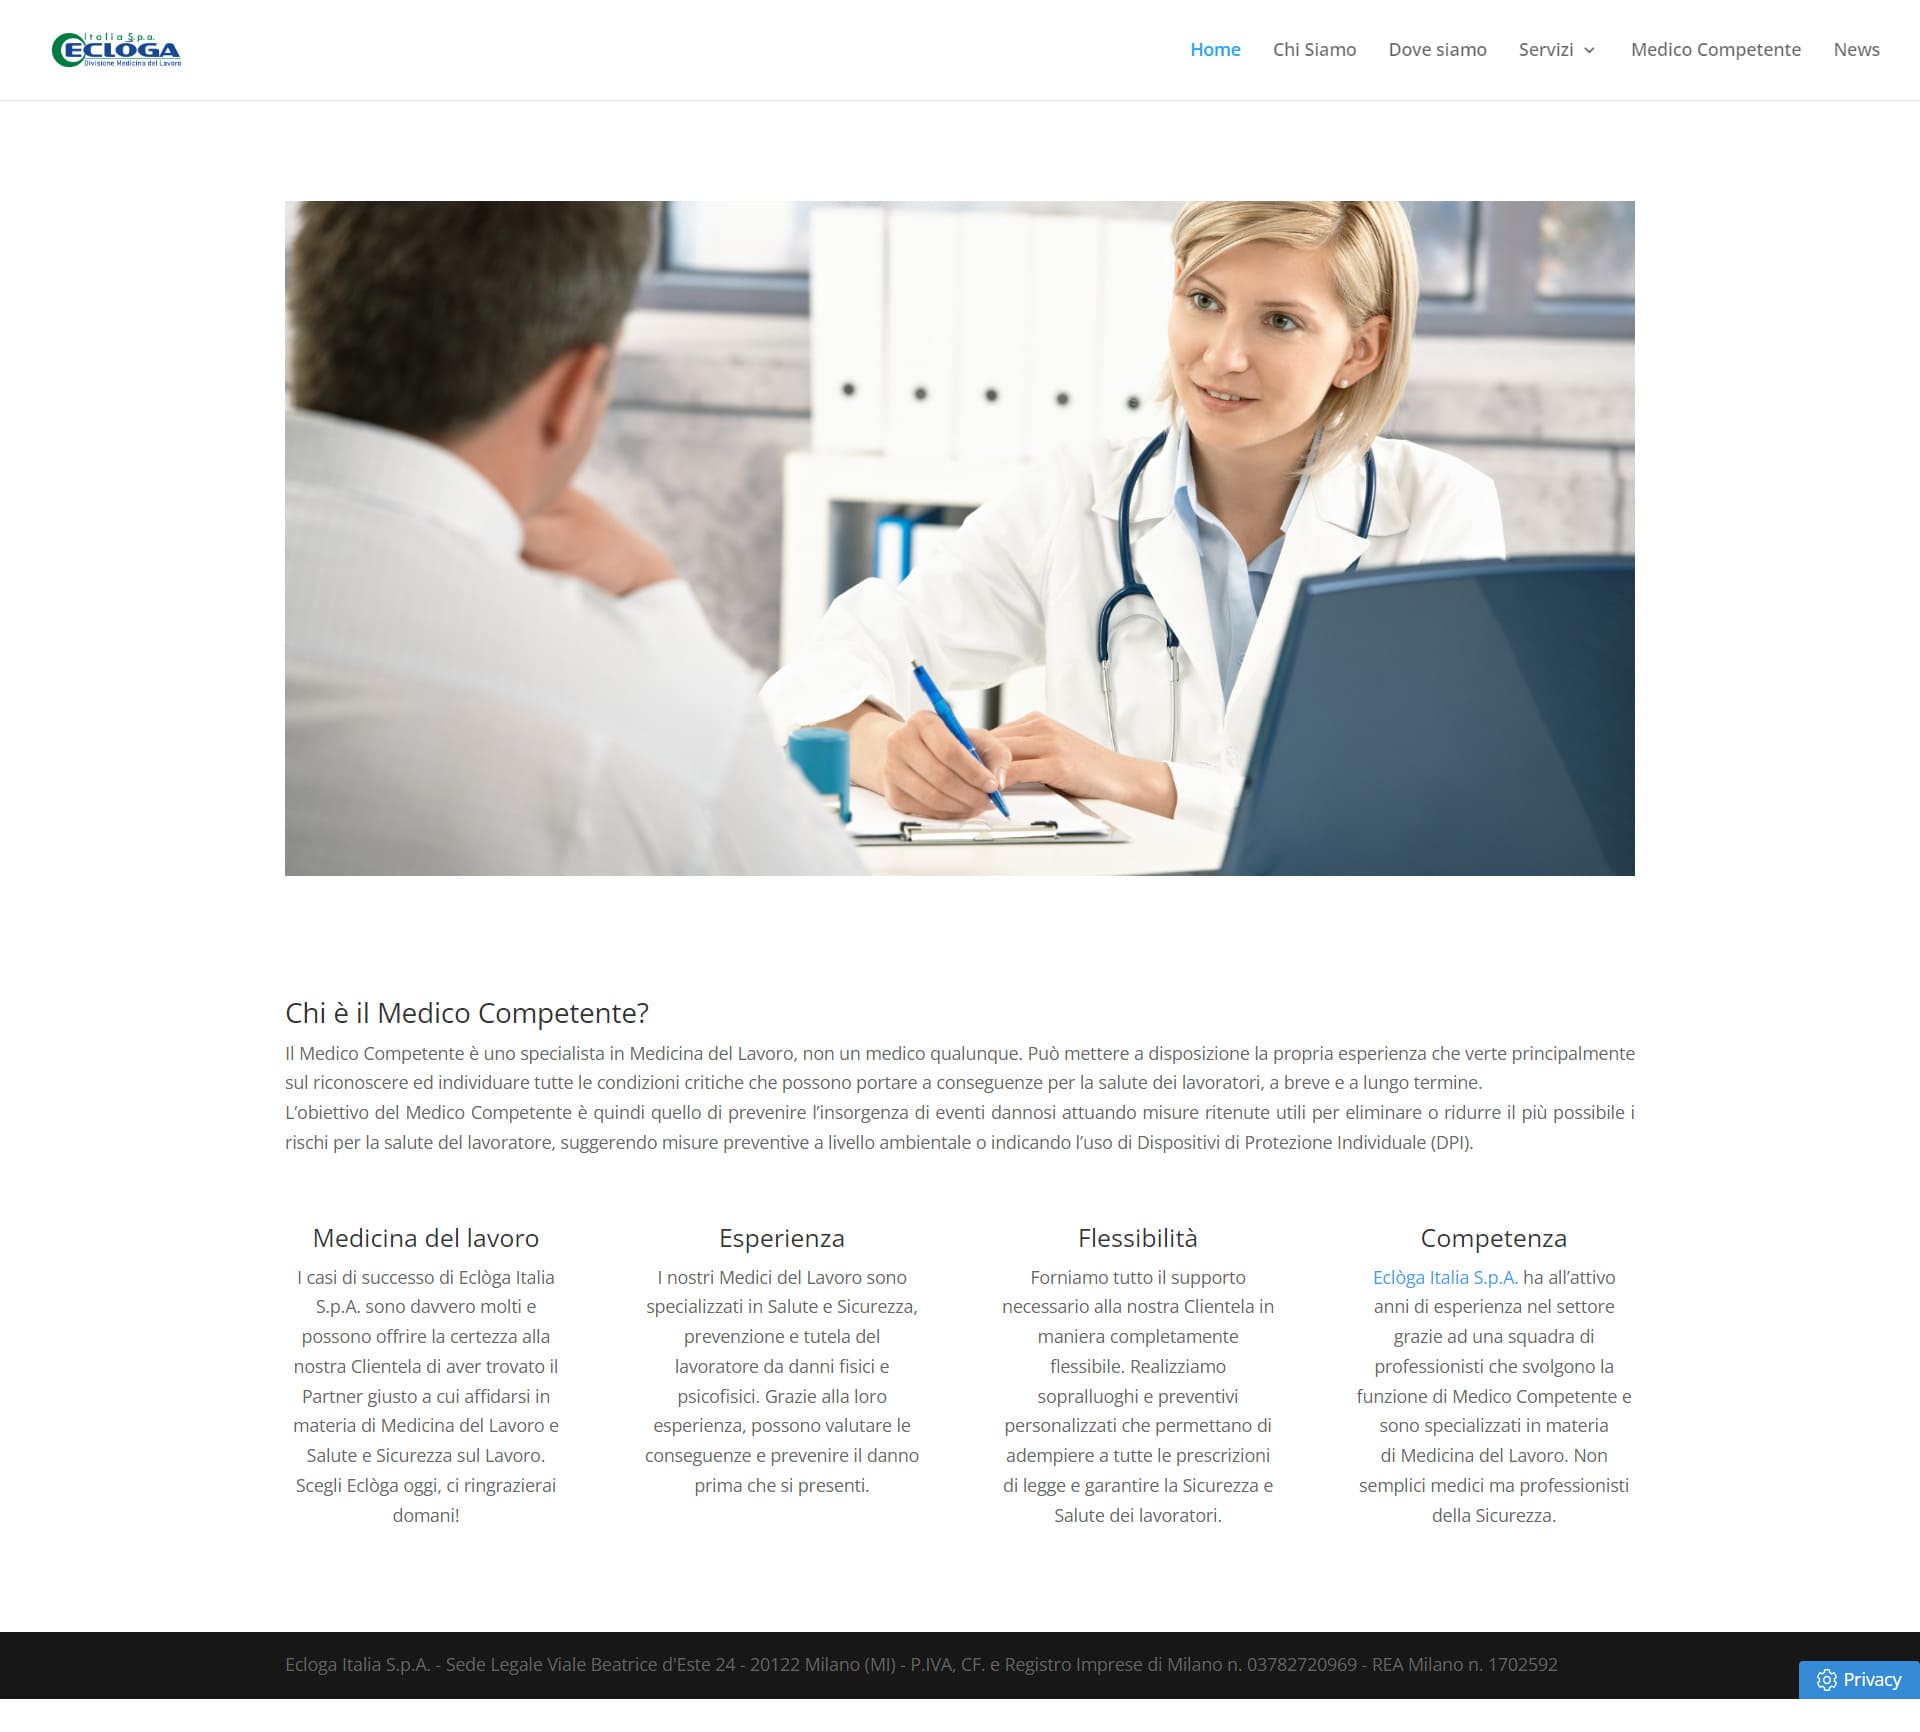 Italia S.p.a.
ECLÓGA
Divisione Medicina del Lavoro
Home
Chi Siamo
Dove siamo
Servizi
Medico Competente
News
Chi è il Medico Competente?
Il Medico Competente è uno specialista in Medicina del Lavoro, non un medico qualunque. Può mettere a disposizione la propria esperienza che verte principalmente
sul riconoscere ed individuare tutte le condizioni critiche che possono portare a conseguenze per la salute dei lavoratori, a breve e a lungo termine.
L’obiettivo del Medico Competente è quindi quello di prevenire l’insorgenza di eventi dannosi attuando misure ritenute utili per eliminare o ridurre il più possibile i
rischi per la salute del lavoratore, suggerendo misure preventive a livello ambientale o indicando l’uso di Dispositivi di Protezione Individuale (DPI).
Medicina del lavoro
I casi di successo di Eclòga Italia
S.p.A. sono davvero molti e
possono offrire la certezza alla
nostra Clientela di aver trovato il
Partner giusto a cui affidarsi in
materia di Medicina del Lavoro e
Salute e Sicurezza sul Lavoro.
Scegli Eclòga oggi, ci ringrazierai
domani!
Esperienza
I nostri Medici del Lavoro sono
specializzati in Salute e Sicurezza,
prevenzione e tutela del
lavoratore da danni fisici e
psicofisici. Grazie alla loro
esperienza, possono valutare le
conseguenze e prevenire il danno
prima che si presenti.
Flessibilità
Forniamo tutto il supporto
necessario alla nostra Clientela in
maniera completamente
flessibile. Realizziamo
sopralluoghi e preventivi
personalizzati che permettano di
adempiere a tutte le prescrizioni
di legge e garantire la Sicurezza e
Salute dei lavoratori.
Competenza
Eclòga Italia S.p.A. ha all’attivo
anni di esperienza nel settore
grazie ad una squadra di
professionisti che svolgono la
funzione di Medico Competente e
sono specializzati in materia
di Medicina del Lavoro. Non
semplici medici ma professionisti
della Sicurezza.
Ecloga Italia S.p.A. - Sede Legale Viale Beatrice d'Este 24 - 20122 Milano (MI) - P.IVA, CF. e Registro Imprese di Milano n. 03782720969 - REA Milano n. 1702592
Privacy